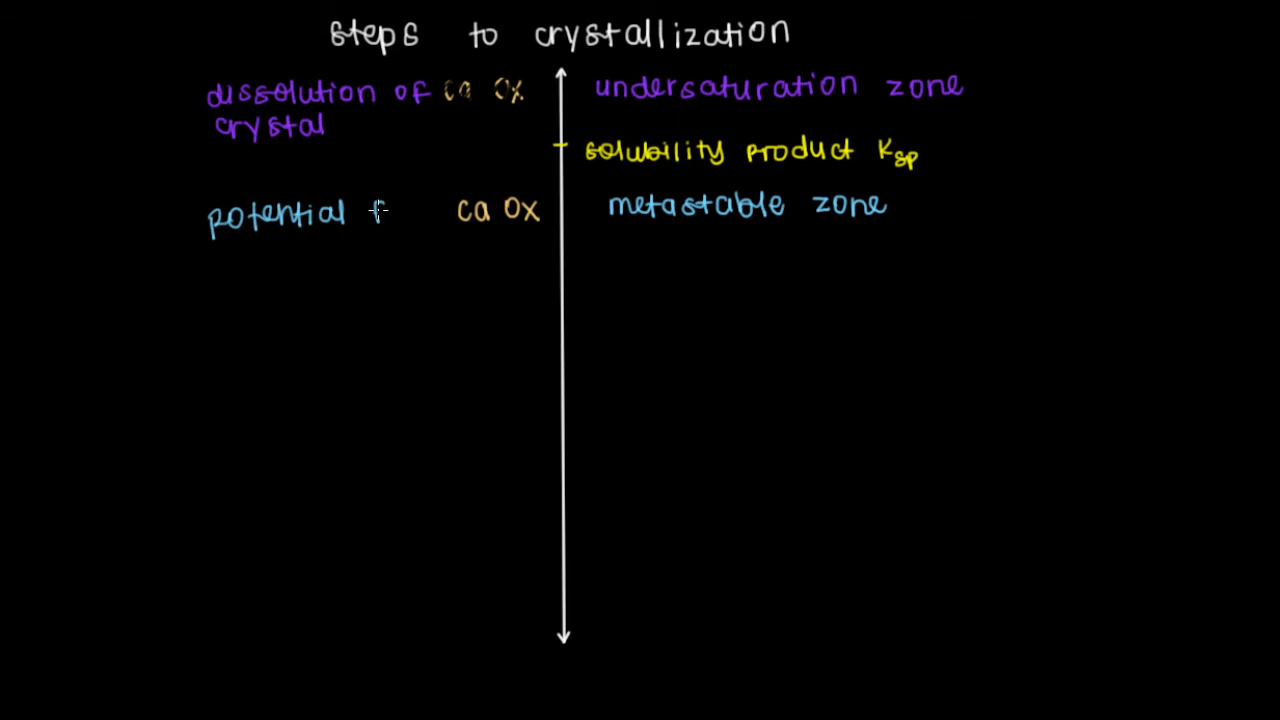 steps to crystallization
dissolution of ca Ox
crystal
undersaturation zone
solubility product Ksp
potential f ca Ox
metastable zone